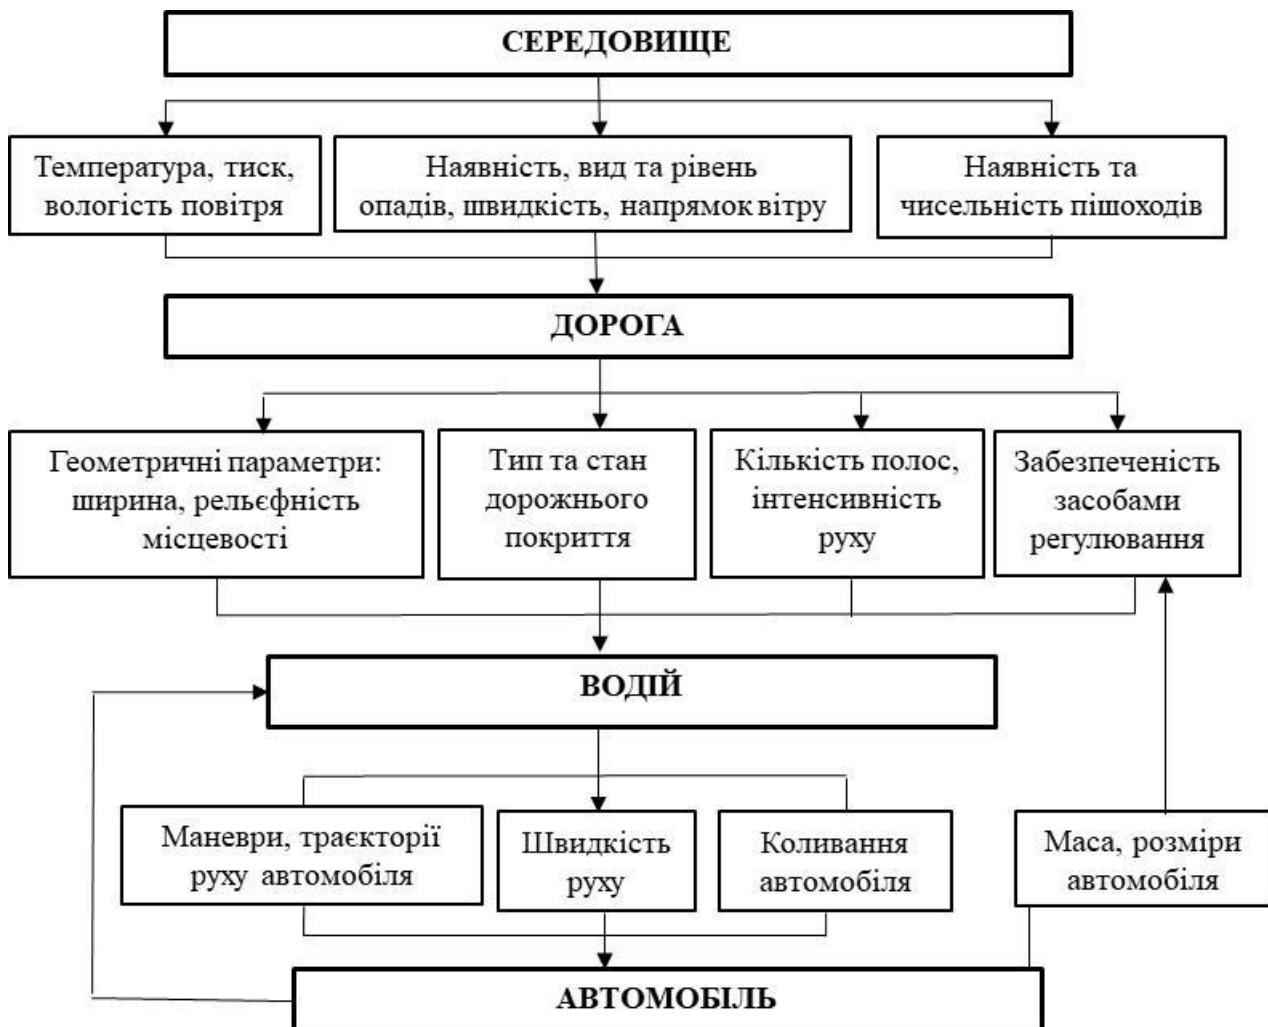 СЕРЕДОВИЩЕ
Температура, тиск,
вологість повітря
Наявність, вид та рівень
опадів, швидкість, напрямок вітру
Наявність та
чисельність пішоходів
ДОРОГА
Геометричні параметри:
ширина, рельєфність
місцевості
Тип та стан
дорожнього
покриття
Кількість полос,
інтенсивність
руху
Забезпеченість
засобами
регулювання
ВОДІЙ
Маневри, траєкторії
руху автомобіля
Швидкість
руху
Коливання
автомобіля
Маса, розміри
автомобіля
АВТОМОБІЛЬ